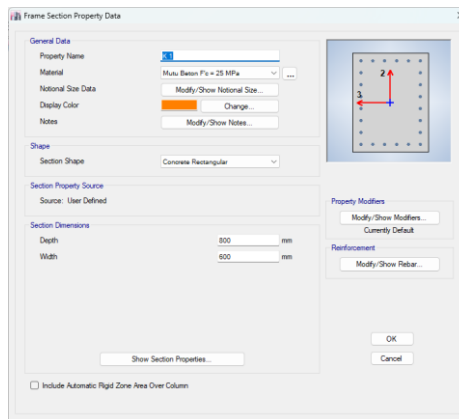 Frame Section Property Data
General Data
Property Name K1
Material Mutu Beton F'c = 25 MPa ...
Notional Size Data Modify/Show Notional Size...
Display Color Change...
Notes Modify/Show Notes...
Shape
Section Shape Concrete Rectangular
Section Property Source
Source: User Defined
Section Dimensions
Depth 800 mm
Width 600 mm
Show Section Properties...
Include Automatic Rigid Zone Area Over Column
2
3
Property Modifiers
Modify/Show Modifiers...
Currently Default
Reinforcement
Modify/Show Rebar...
OK
Cancel